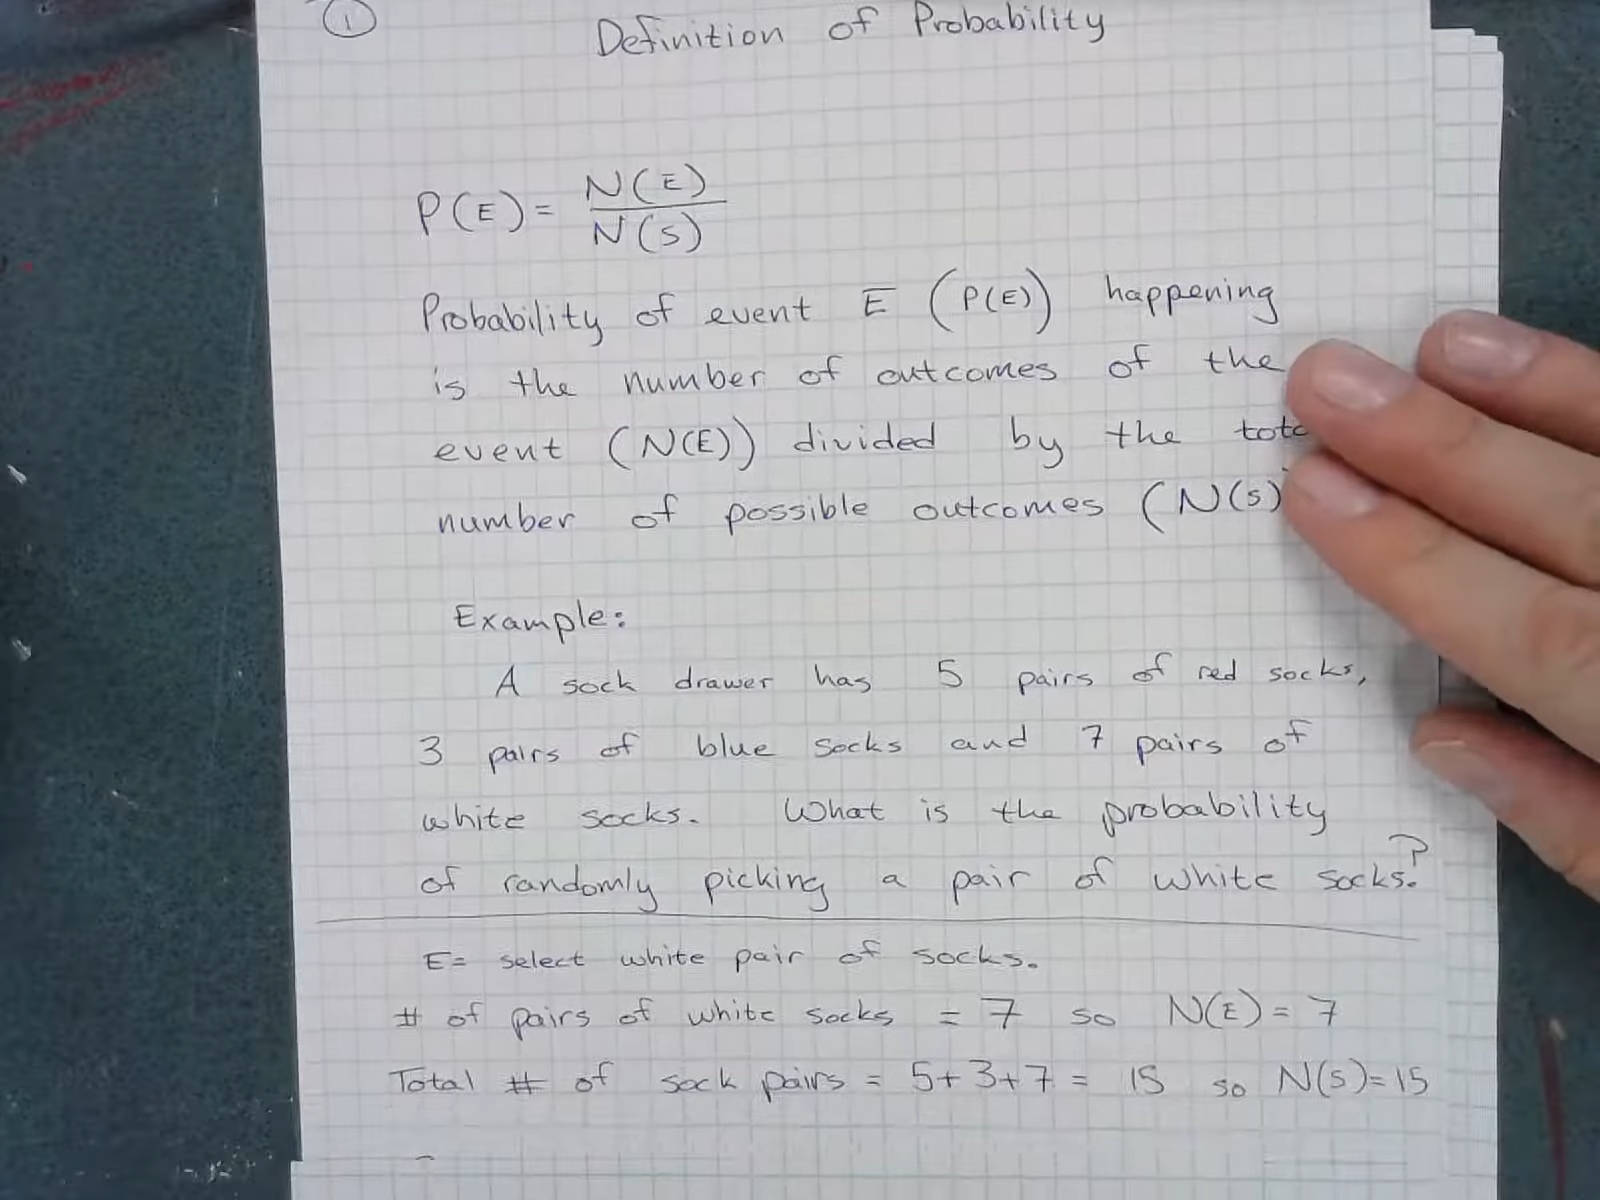 1
Definition of Probability
P(E) = N(E)/N(S)
Probability of event E (P(E)) happening
is the number of outcomes of the
event (N(E)) divided by the
number of possible outcomes (N(S)
Example:
A sock drawer has 5 pairs of red socks,
3 pairs of blue socks and 7 pairs of
white socks. What is the probability
of randomly picking a pair of white socks?
E= select white pair of socks.
# of pairs of white socks = 7 so N(E) = 7
Total # of sock pairs = 5+3+7 = 15 so N(S)=15